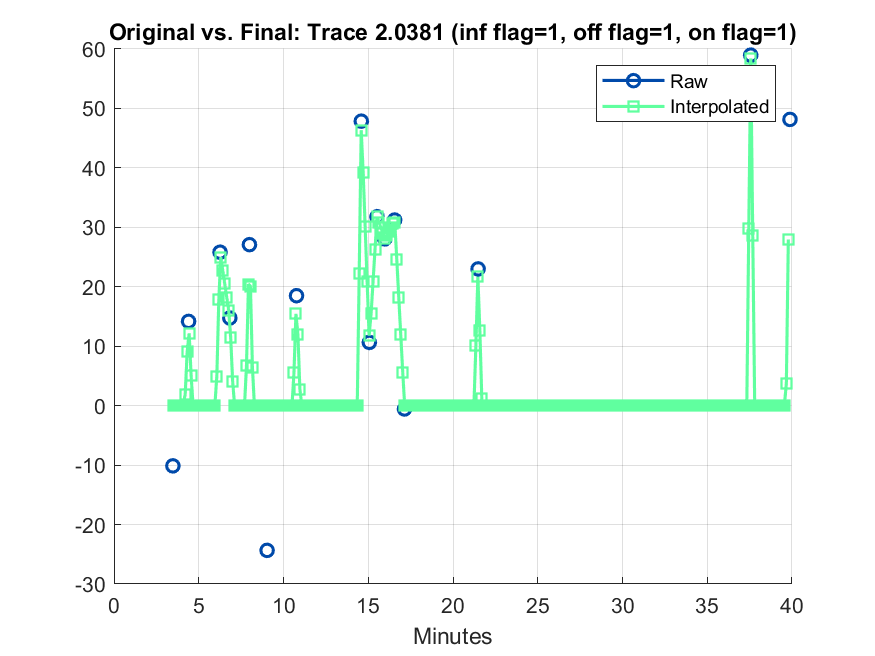 Original vs. Final: Trace 2.0381 (inf flag=1, off flag=1, on flag=1)
60
50
40
30
20
10
0
-10
-20
-30
Raw
Interpolated
0 5 10 15 20 25 30 35 40
Minutes